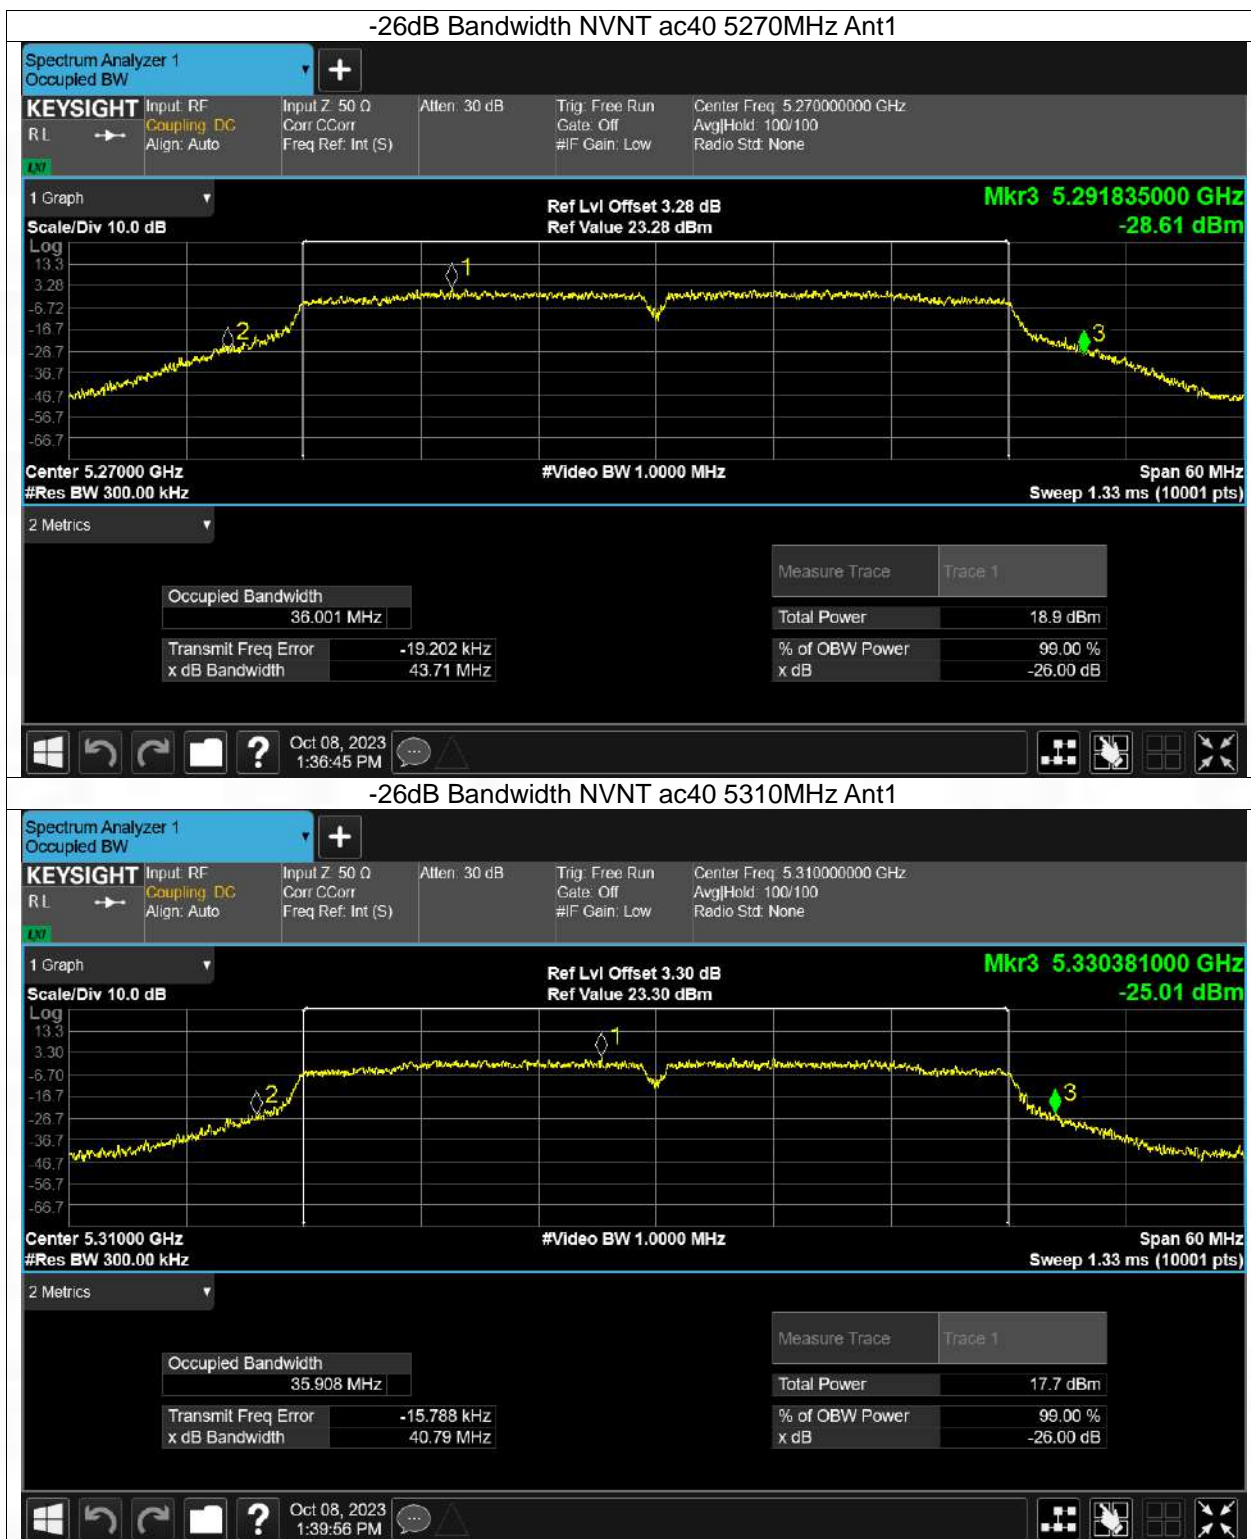 -26dB Bandwidth NVNT ac40 5270MHz Ant1
Spectrum Analyzer 1
Occupied BW
KEYSIGHT
R L
LXI
Input: RF
Coupling: DC
Align: Auto
Input Z: 50 Ω
Corr CCorr
Freq Ref: Int (S)
Atten: 30 dB
Trig: Free Run
Gate: Off
#IF Gain: Low
Center Freq: 5.270000000 GHz
Avg|Hold: 100/100
Radio Std: None
1 Graph
Scale/Div 10.0 dB
Ref Lvl Offset 3.28 dB
Ref Value 23.28 dBm
Mkr3 5.291835000 GHz
-28.61 dBm
Log
13.3
3.28
-6.72
-16.7
-26.7
-36.7
-46.7
-56.7
-66.7
1
2
3
Center 5.27000 GHz
#Res BW 300.00 kHz
#Video BW 1.0000 MHz
Span 60 MHz
Sweep 1.33 ms (10001 pts)
2 Metrics
Measure Trace Trace 1
Occupied Bandwidth
36.001 MHz
Total Power 18.9 dBm
Transmit Freq Error -19.202 kHz
x dB Bandwidth 43.71 MHz
% of OBW Power 99.00 %
x dB -26.00 dB
Oct 08, 2023
1:36:45 PM
-26dB Bandwidth NVNT ac40 5310MHz Ant1
Spectrum Analyzer 1
Occupied BW
KEYSIGHT
R L
LXI
Input: RF
Coupling: DC
Align: Auto
Input Z: 50 Ω
Corr CCorr
Freq Ref: Int (S)
Atten: 30 dB
Trig: Free Run
Gate: Off
#IF Gain: Low
Center Freq: 5.310000000 GHz
Avg|Hold: 100/100
Radio Std: None
1 Graph
Scale/Div 10.0 dB
Ref Lvl Offset 3.30 dB
Ref Value 23.30 dBm
Mkr3 5.330381000 GHz
-25.01 dBm
Log
13.3
3.30
-6.70
-16.7
-26.7
-36.7
-46.7
-56.7
-66.7
1
2
3
Center 5.31000 GHz
#Res BW 300.00 kHz
#Video BW 1.0000 MHz
Span 60 MHz
Sweep 1.33 ms (10001 pts)
2 Metrics
Measure Trace Trace 1
Occupied Bandwidth
35.908 MHz
Total Power 17.7 dBm
Transmit Freq Error -15.788 kHz
x dB Bandwidth 40.79 MHz
% of OBW Power 99.00 %
x dB -26.00 dB
Oct 08, 2023
1:39:56 PM